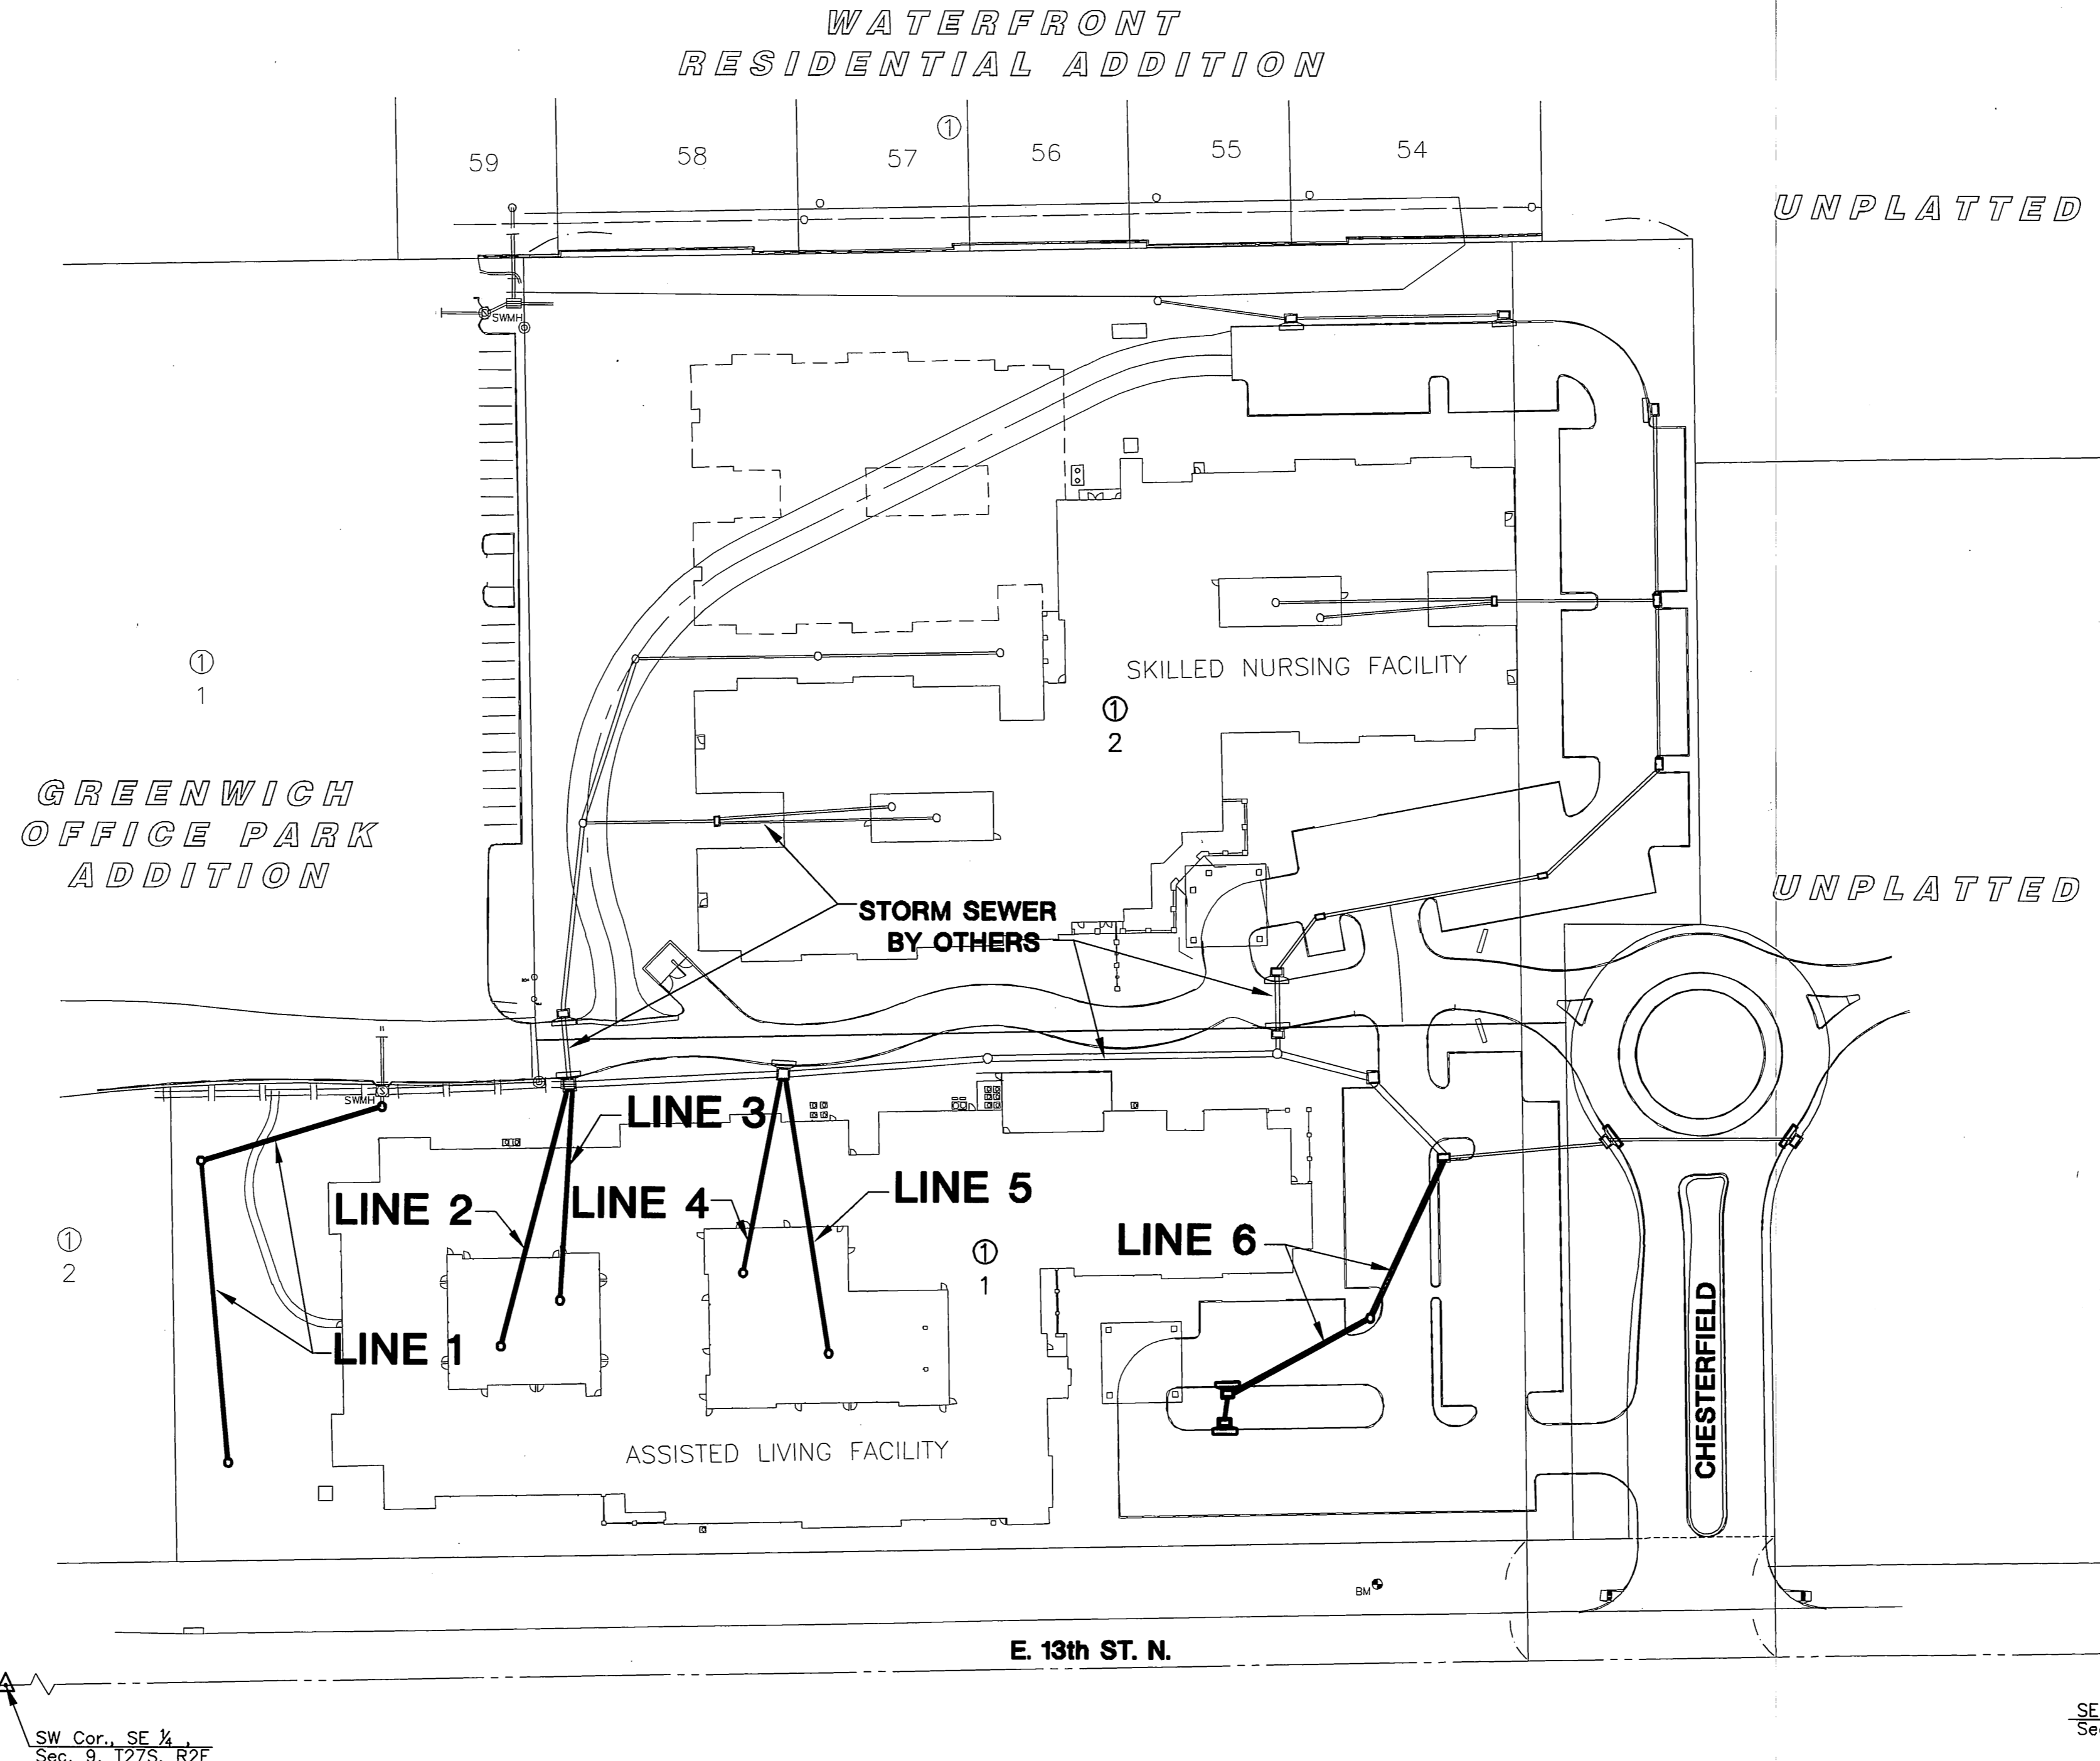 WATERFRONT
RESIDENTIAL ADDITION
1
59
58
57
56
55
54
UNPLATTED
SWMH
SKILLED NURSING FACILITY
1
2
1
1
GREENWICH
OFFICE PARK
ADDITION
UNPLATTED
STORM SEWER
BY OTHERS
SWMH
LINE 3
LINE 2
LINE 4
LINE 5
LINE 6
1
2
1
1
LINE 1
CHESTERFIELD
ASSISTED LIVING FACILITY
BM
E. 13th ST. N.
SW Cor., SE ¼ ,
Sec. 9, T27S, R2E
SE
Sec